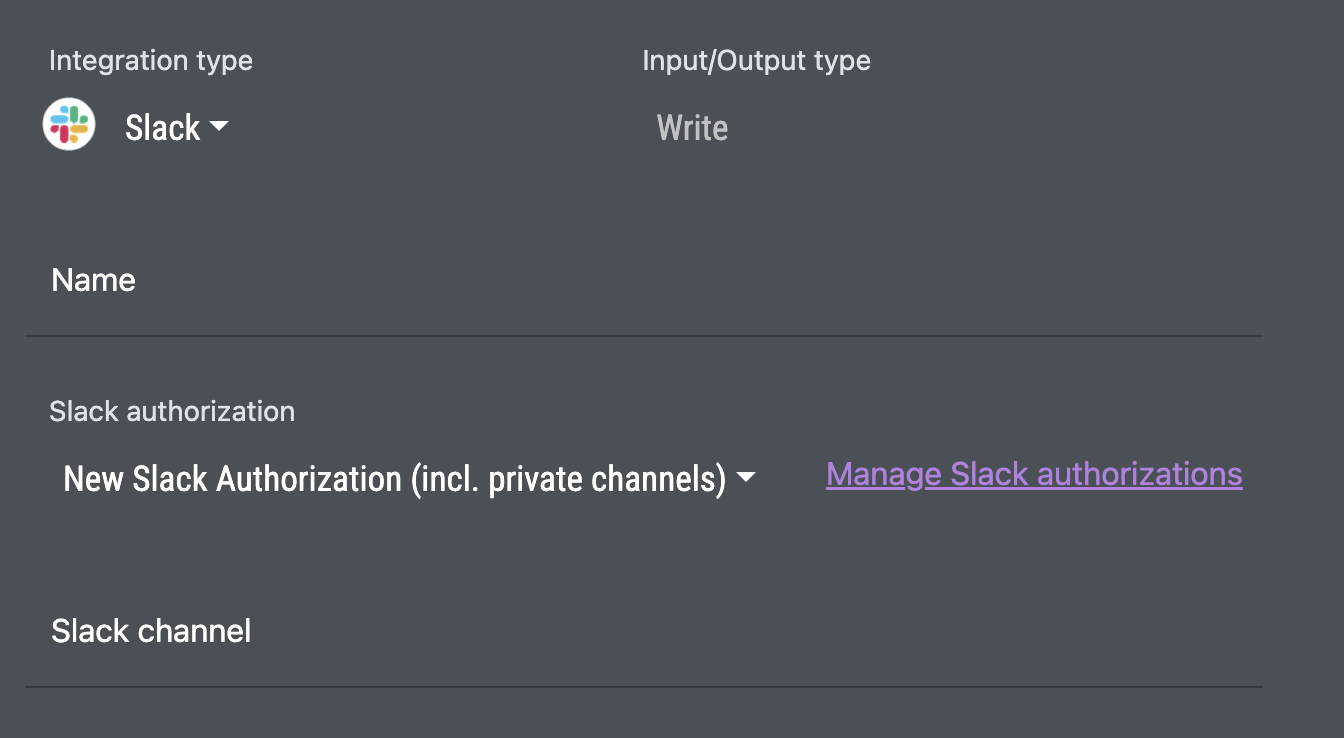 Integration type
Input/Output type
Slack
Write
Name
Slack authorization
New Slack Authorization (incl. private channels)
Manage Slack authorizations
Slack channel